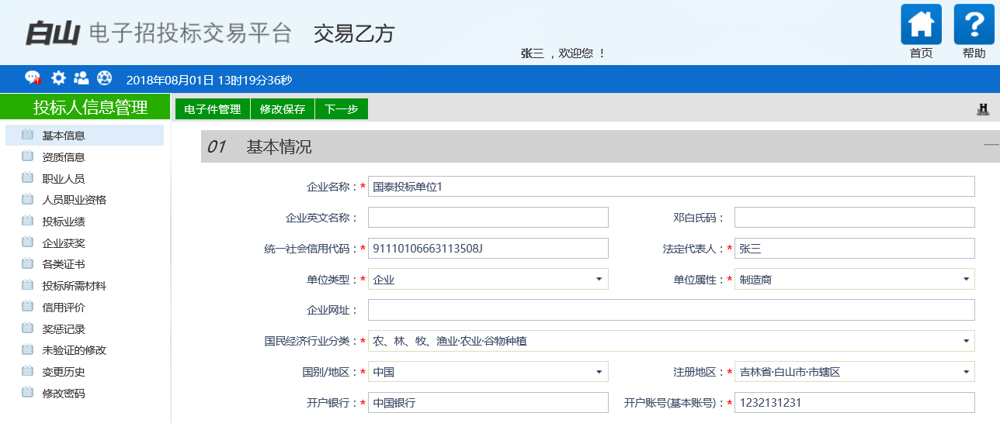 白山 电子招投标交易平台 交易乙方
张三 ，欢迎您 ！
首页 帮助
2018年08月01日 13时19分36秒
投标人信息管理 电子件管理 修改保存 下一步
基本信息
资质信息
职业人员
人员职业资格
投标业绩
企业获奖
各类证书
投标所需材料
信用评价
奖惩记录
未验证的修改
变更历史
修改密码
01 基本情况
企业名称：* 国泰投标单位1
企业英文名称： 邓白氏码：
统一社会信用代码：* 91110106663113508J 法定代表人：* 张三
单位类型：* 企业 单位属性：* 制造商
企业网址：
国民经济行业分类：* 农、林、牧、渔业·农业·谷物种植
国别/地区：* 中国 注册地区：* 吉林省·白山市·市辖区
开户银行：* 中国银行 开户账号(基本账号)：* 1232131231